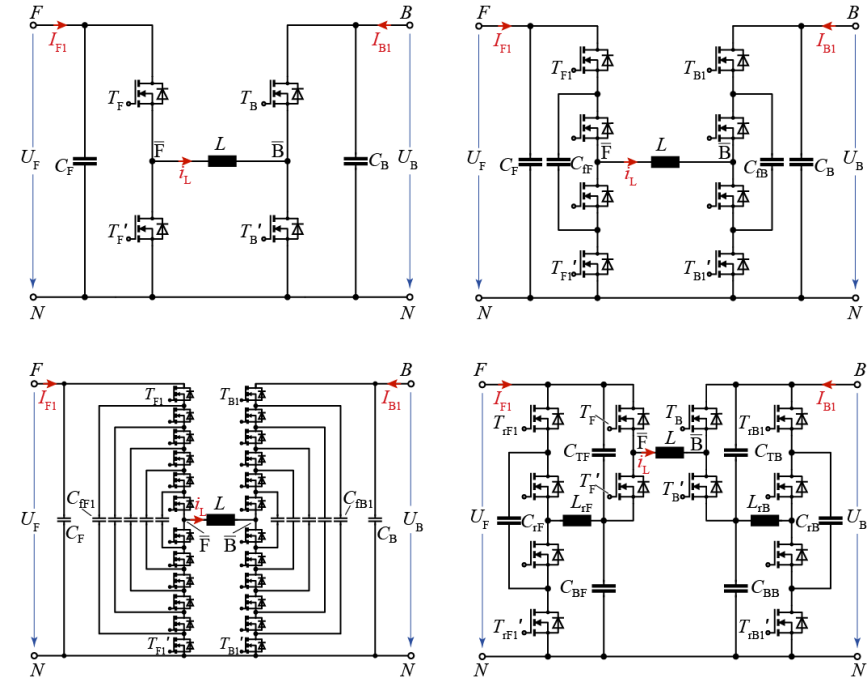 F B
I_F1 I_B1
T_F T_B
F̅ L B̅
U_F C_F i_L C_B U_B
T_F' T_B'
N N
F B
I_F1 I_B1
T_F1 T_B1
F̅ L B̅
U_F C_F C_fF i_L C_fB C_B U_B
T_F1' T_B1'
N N
F B
I_F1 T_F1 T_B1 I_B1
C_fF1 i_L L C_fB1
U_F C_F F̅ B̅ C_B U_B
T_F1' T_B1'
N N
F B
I_F1 I_B1
T_rF1 T_F T_B T_rB1
F̅ L B̅
C_TF i_L C_TB
T_F' T_B'
U_F C_rF L_rF L_rB C_rB U_B
C_BF C_BB
T_rF1' T_rB1'
N N